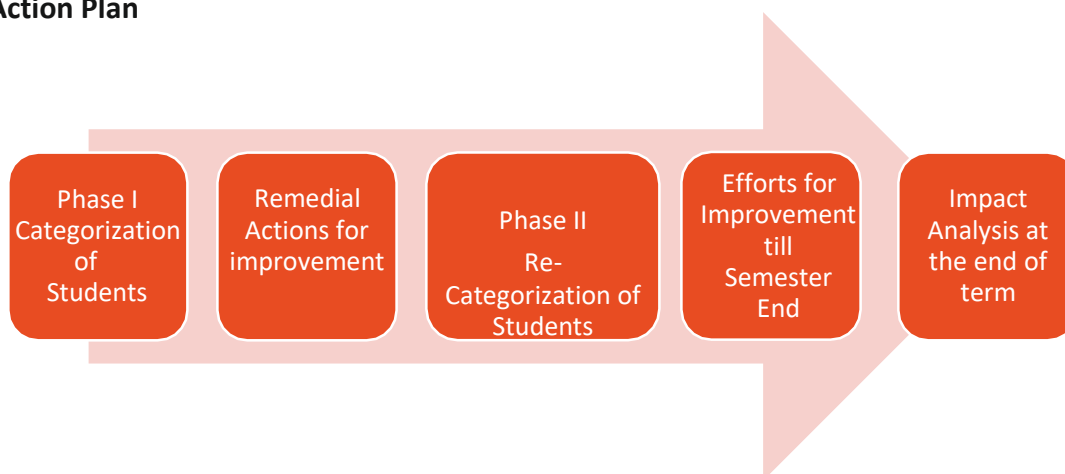 Action Plan
Phase I
Categorization
of
Students
Remedial
Actions for
improvement
Phase II
Re-
Categorization of
Students
Efforts for
Improvement
till
Semester
End
Impact
Analysis at
the end of
term